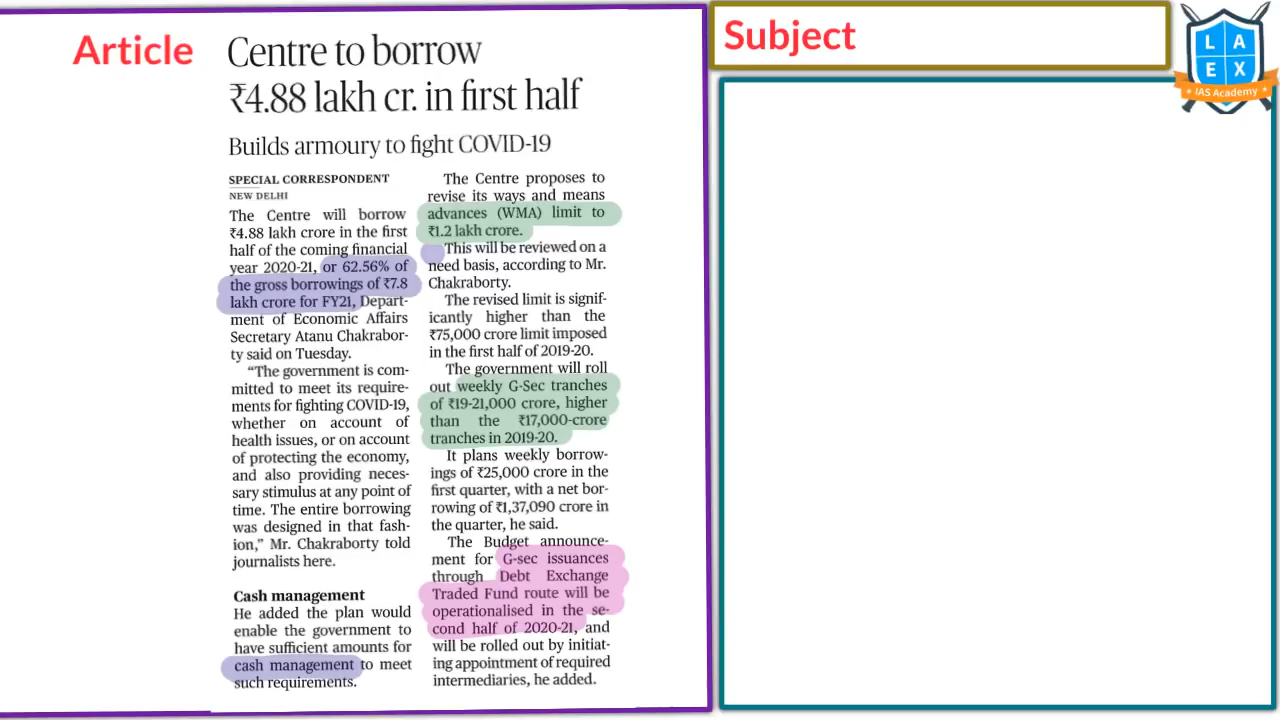 Article
Centre to borrow
₹4.88 lakh cr. in first half
Builds armoury to fight COVID-19
SPECIAL CORRESPONDENT
NEW DELHI
The Centre will borrow
₹4.88 lakh crore in the first
half of the coming financial
year 2020-21, or 62.56% of
the gross borrowings of ₹7.8
lakh crore for FY21, Depart-
ment of Economic Affairs
Secretary Atanu Chakrabor-
ty said on Tuesday.
“The government is com-
mitted to meet its require-
ments for fighting COVID-19,
whether on account of
health issues, or on account
of protecting the economy,
and also providing neces-
sary stimulus at any point of
time. The entire borrowing
was designed in that fash-
ion,” Mr. Chakraborty told
journalists here.
Cash management
He added the plan would
enable the government to
have sufficient amounts for
cash management to meet
such requirements.
The Centre proposes to
revise its ways and means
advances (WMA) limit to
₹1.2 lakh crore.
This will be reviewed on a
need basis, according to Mr.
Chakraborty.
The revised limit is signif-
icantly higher than the
₹75,000 crore limit imposed
in the first half of 2019-20.
The government will roll
out weekly G-Sec tranches
of ₹19-21,000 crore, higher
than the ₹17,000-crore
tranches in 2019-20.
It plans weekly borrow-
ings of ₹25,000 crore in the
first quarter, with a net bor-
rowing of ₹1,37,090 crore in
the quarter, he said.
The Budget announce-
ment for G-sec issuances
through Debt Exchange
Traded Fund route will be
operationalised in the se-
cond half of 2020-21, and
will be rolled out by initiat-
ing appointment of required
intermediaries, he added.
Subject
L A
E X
IAS Academy